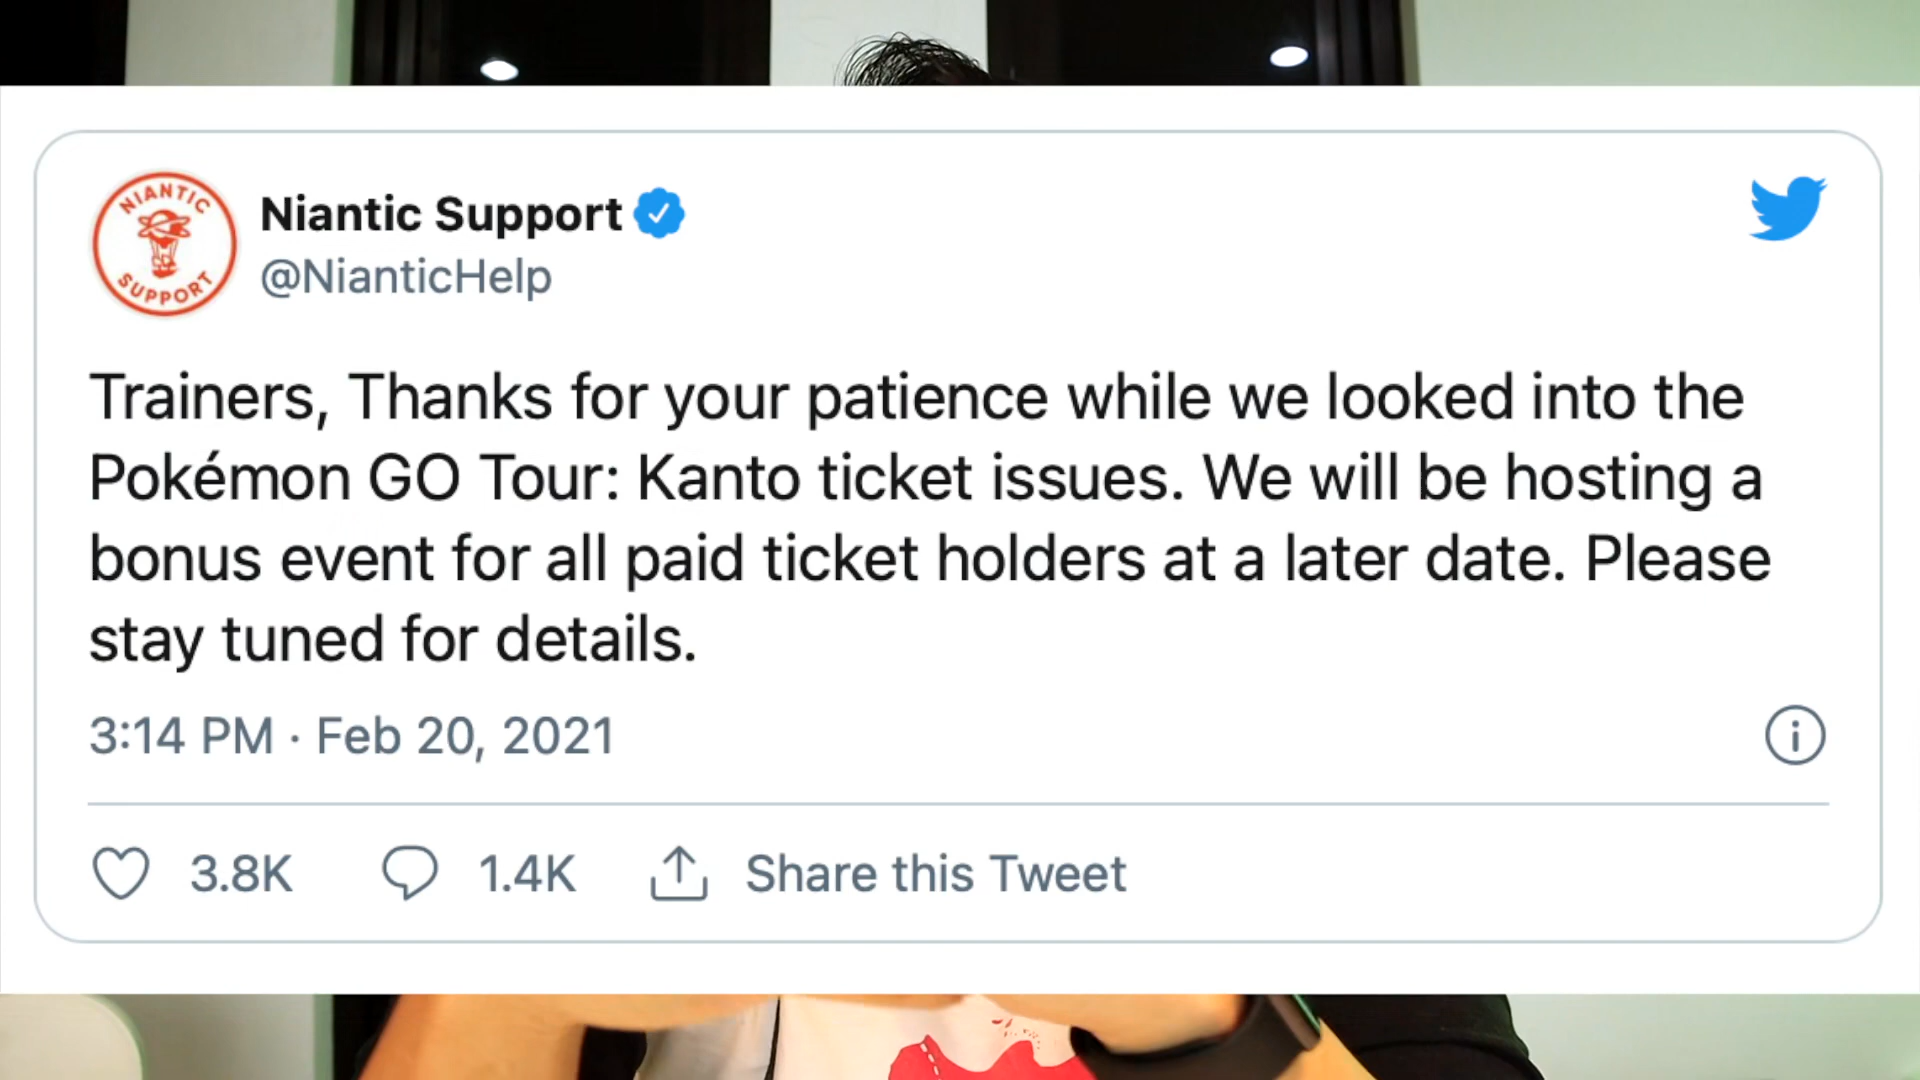 NIANTIC
SUPPORT
Niantic Support
@NianticHelp
Trainers, Thanks for your patience while we looked into the
Pokémon GO Tour: Kanto ticket issues. We will be hosting a
bonus event for all paid ticket holders at a later date. Please
stay tuned for details.
3:14 PM · Feb 20, 2021
3.8K 1.4K Share this Tweet